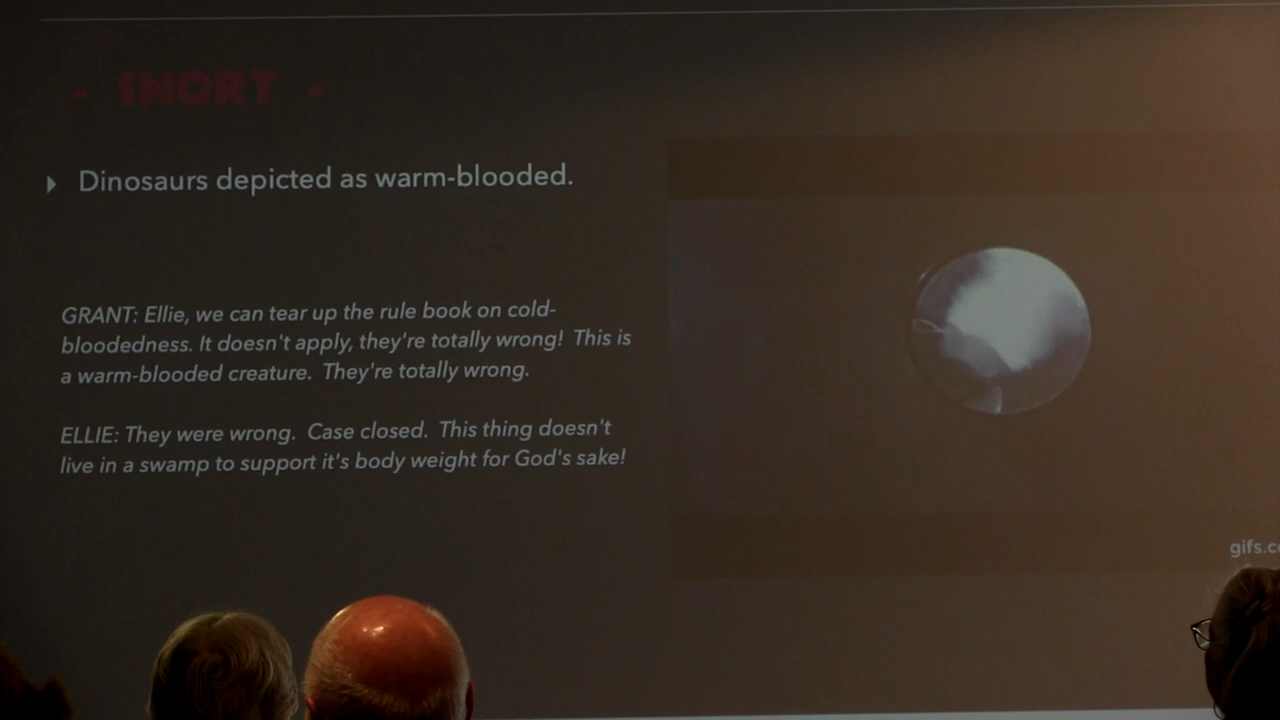 - SNORT -
Dinosaurs depicted as warm-blooded.
GRANT: Ellie, we can tear up the rule book on cold-
bloodedness. It doesn't apply, they're totally wrong! This is
a warm-blooded creature. They're totally wrong.
ELLIE: They were wrong. Case closed. This thing doesn't
live in a swamp to support it's body weight for God's sake!